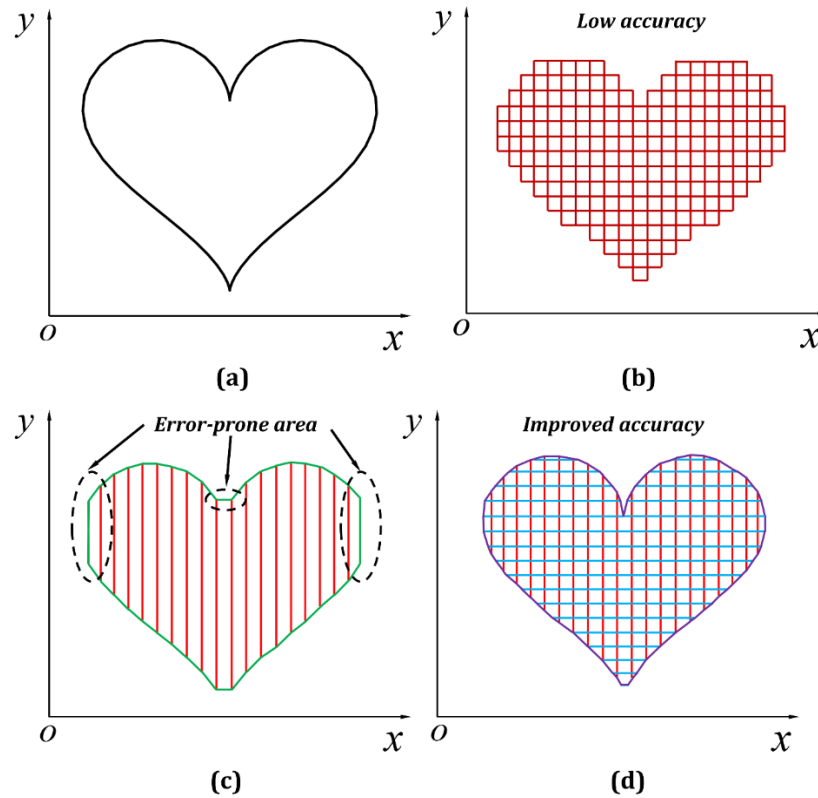 y
o
x
(a)
Low accuracy
y
o
x
(b)
Error-prone area
y
o
x
(c)
Improved accuracy
y
o
x
(d)